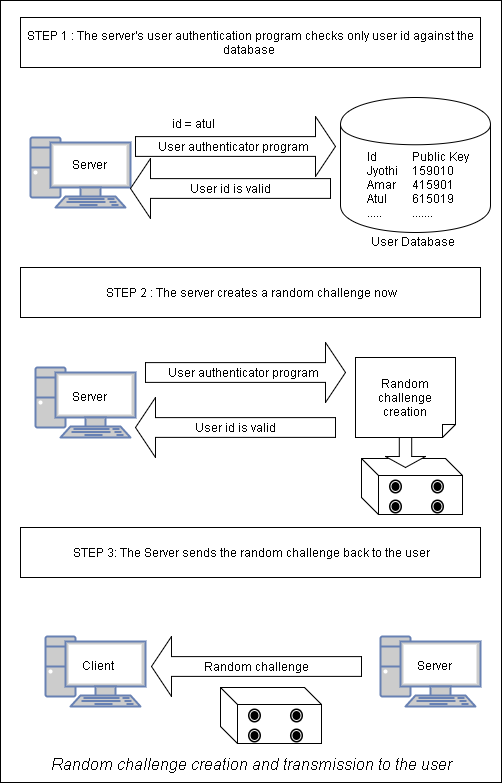 STEP 1 : The server's user authentication program checks only user id against the
database
id = atul
Server
User authenticator program
User id is valid
Id Public Key
Jyothi 159010
Amar 415901
Atul 615019
..... .......
User Database
STEP 2 : The server creates a random challenge now
Server
User authenticator program
User id is valid
Random
challenge
creation
STEP 3: The Server sends the random challenge back to the user
Client
Random challenge
Server
Random challenge creation and transmission to the user